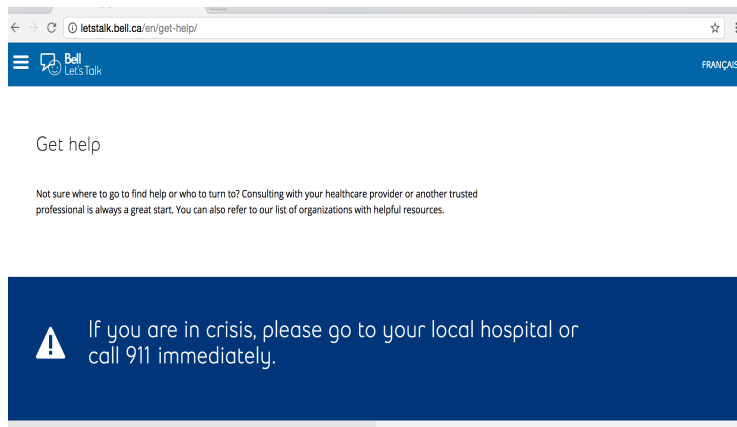 letstalk.bell.ca/en/get-help/
Bell
Let's Talk
FRANÇAIS
Get help
Not sure where to go to find help or who to turn to? Consulting with your healthcare provider or another trusted
professional is always a great start. You can also refer to our list of organizations with helpful resources.
If you are in crisis, please go to your local hospital or
call 911 immediately.